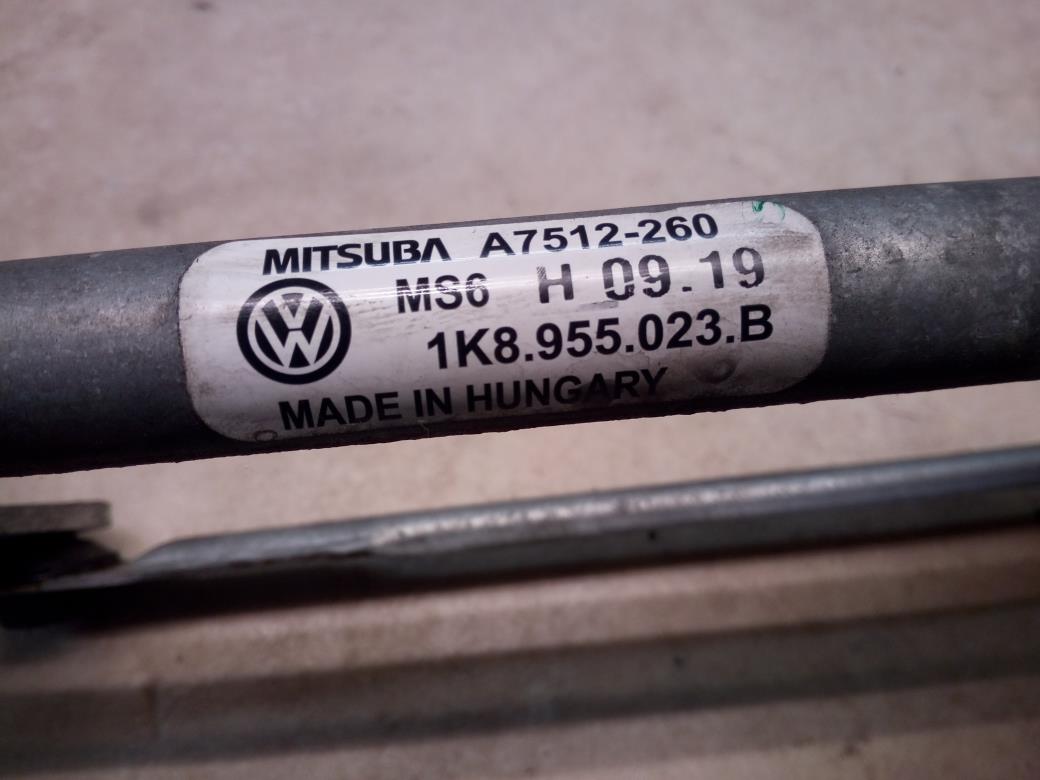 MITSUBA A7512-260
MS6 H 09.19
1K8.955.023.B
MADE IN HUNGARY